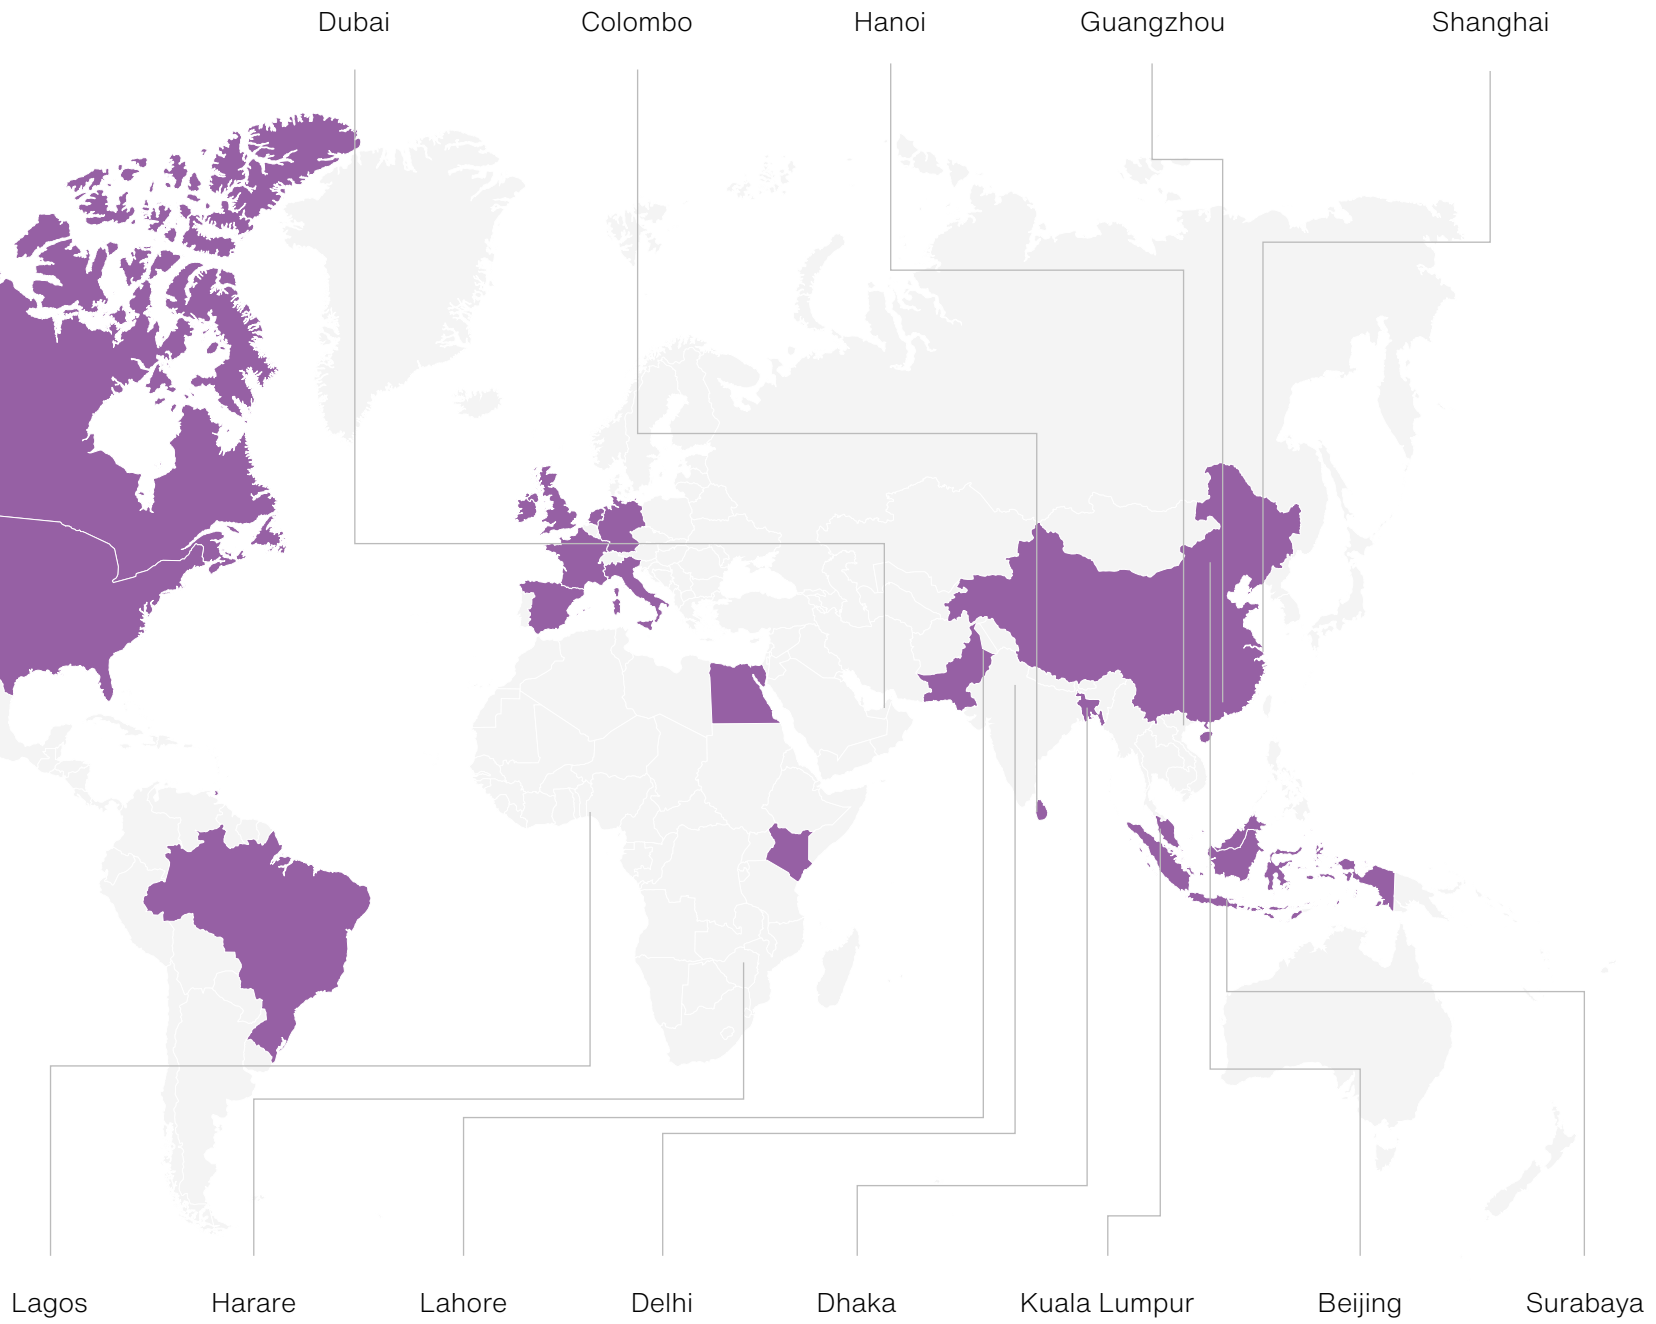 Dubai
Colombo
Hanoi
Guangzhou
Shanghai
Lagos
Harare
Lahore
Delhi
Dhaka
Kuala Lumpur
Beijing
Surabaya